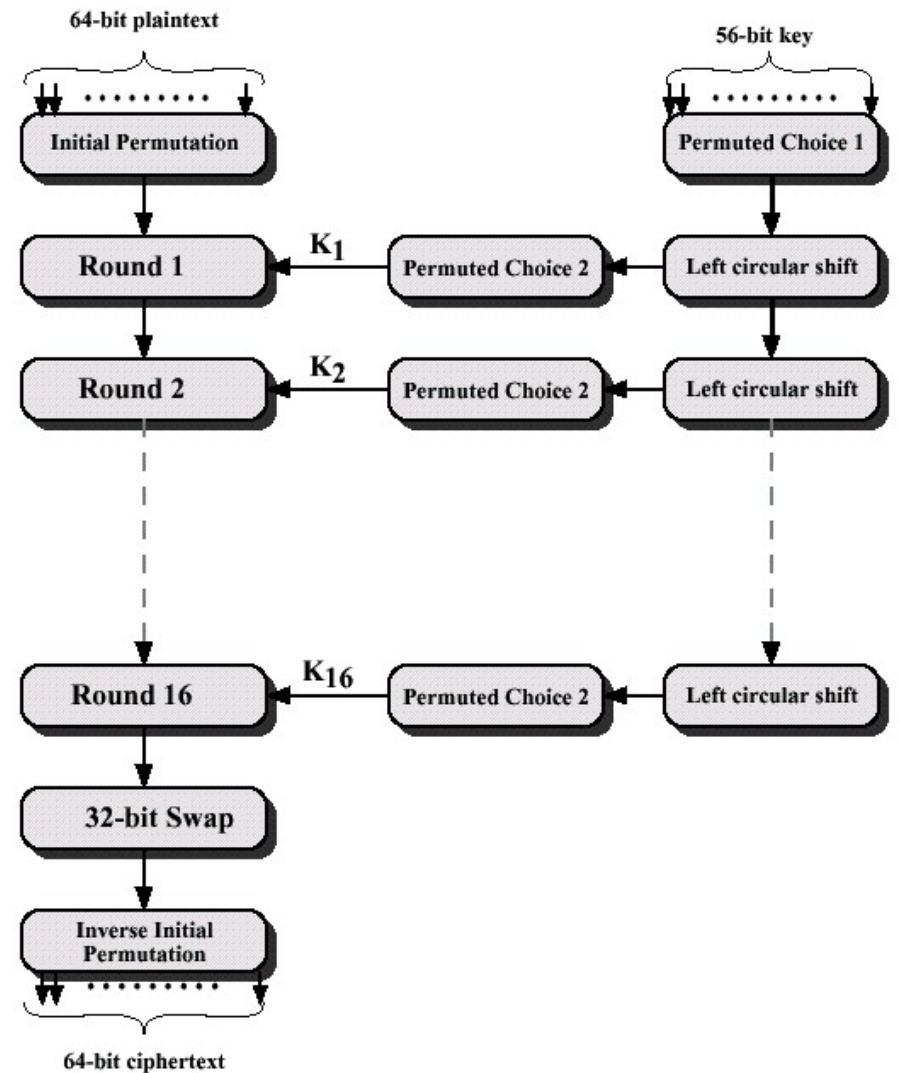 64-bit plaintext
56-bit key
Initial Permutation
Permuted Choice 1
Round 1
K1
Permuted Choice 2
Left circular shift
Round 2
K2
Permuted Choice 2
Left circular shift
Round 16
K16
Permuted Choice 2
Left circular shift
32-bit Swap
Inverse Initial
Permutation
64-bit ciphertext